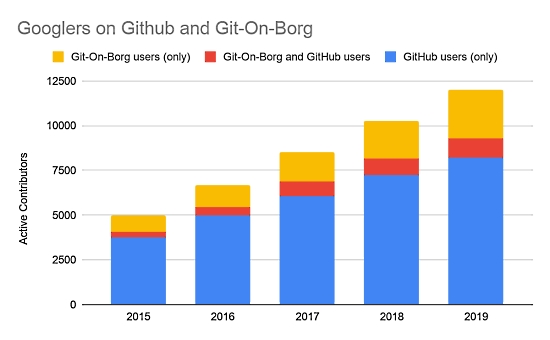 Googlers on Github and Git-On-Borg
Git-On-Borg users (only) Git-On-Borg and GitHub users GitHub users (only)
Active Contributors
12500
10000
7500
5000
2500
0
2015 2016 2017 2018 2019